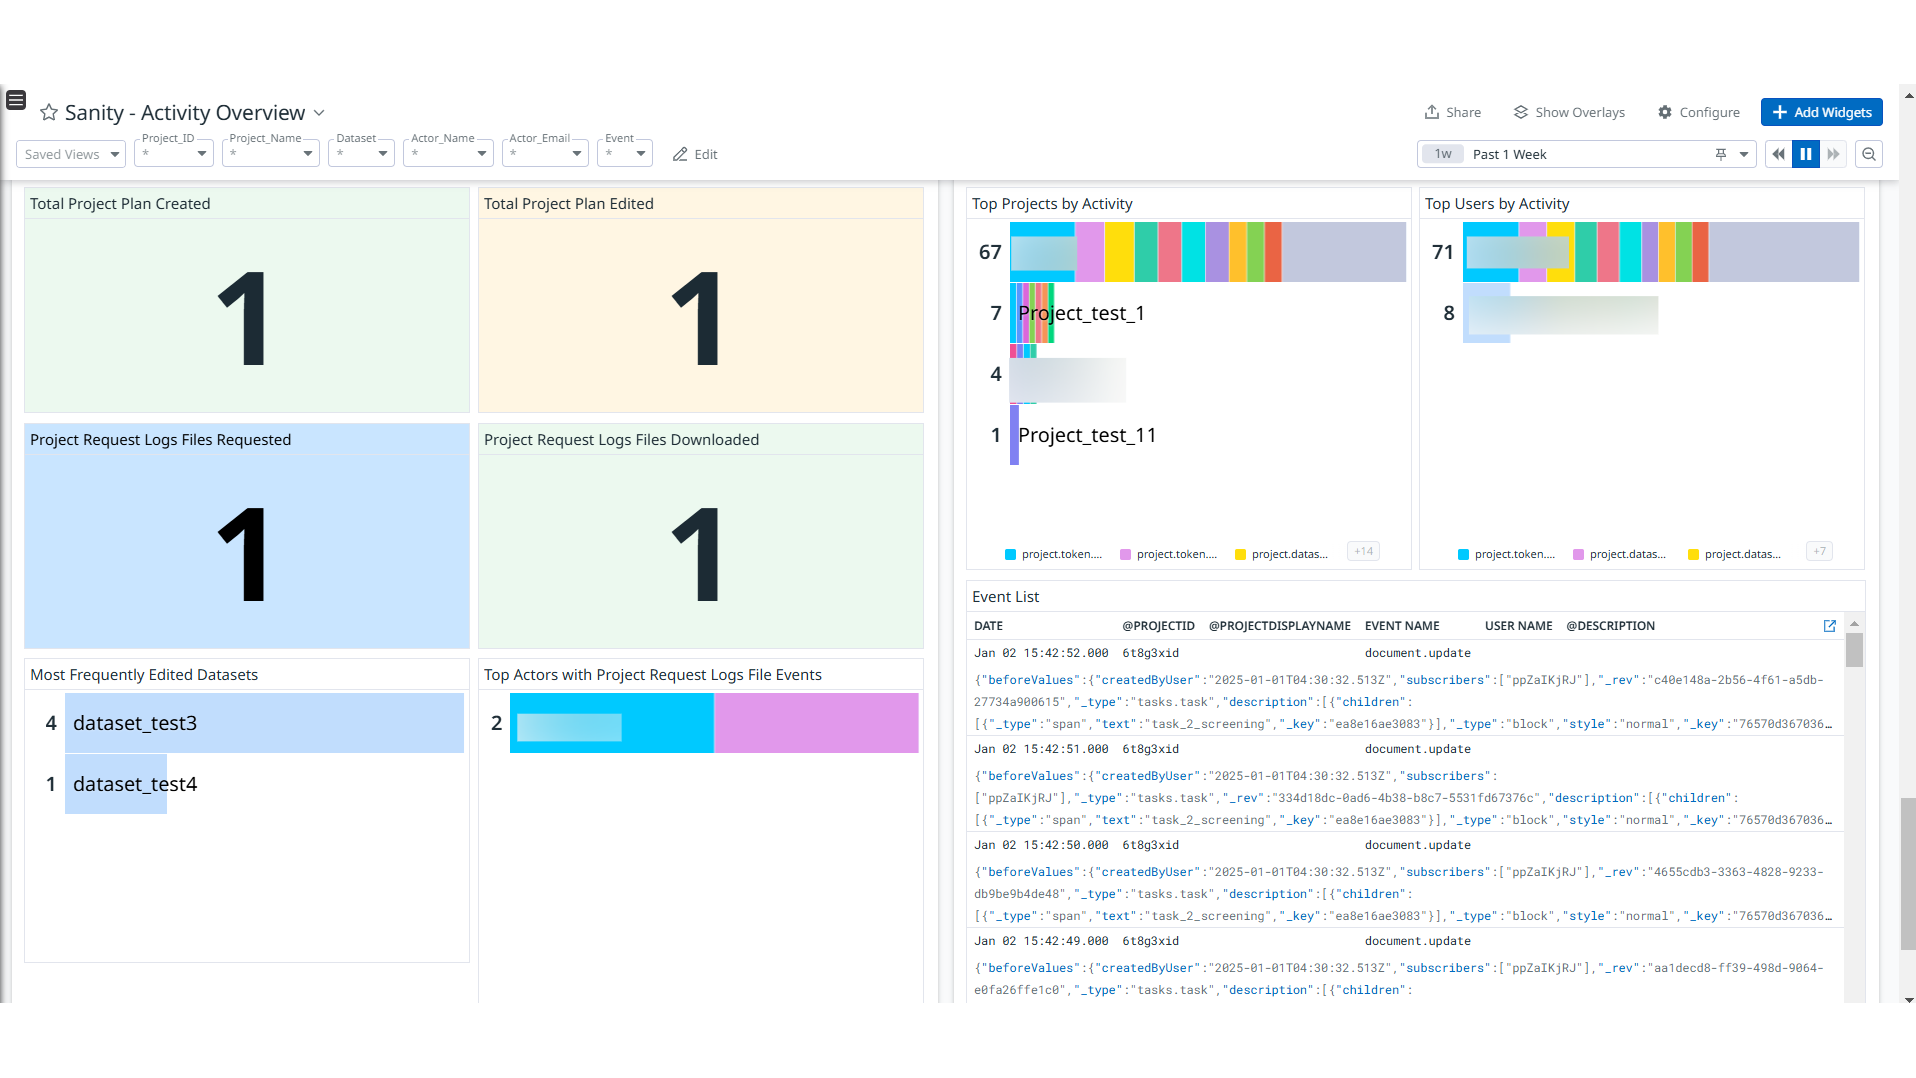 Sanity - Activity Overview
Share
Show Overlays
Configure
Add Widgets
Saved Views
Project_ID
*
Project_Name
*
Dataset
*
Actor_Name
*
Actor_Email
*
Event
*
Edit
1w
Past 1 Week
Total Project Plan Created
1
Total Project Plan Edited
1
Project Request Logs Files Requested
1
Project Request Logs Files Downloaded
1
Most Frequently Edited Datasets
4 dataset_test3
1 dataset_test4
Top Actors with Project Request Logs File Events
2
Top Projects by Activity
67
7 Project_test_1
4
1 Project_test_11
project.token....
project.token....
project.datas...
+14
Top Users by Activity
71
8
project.token....
project.datas...
project.datas...
+7
Event List
DATE @PROJECTID @PROJECTDISPLAYNAME EVENT NAME USER NAME @DESCRIPTION
Jan 02 15:42:52.000 6t8g3xid document.update
{"beforeValues":{"createdByUser":"2025-01-01T04:30:32.513Z","subscribers":["ppZaIKjRJ"],"_rev":"c40e148a-2b56-4f61-a5db-
27734a900615","_type":"tasks.task","description":[{"children":
[{"_type":"span","text":"task_2_screening","_key":"ea8e16ae3083"}],"_type":"block","style":"normal","_key":"76570d367036...
Jan 02 15:42:51.000 6t8g3xid document.update
{"beforeValues":{"createdByUser":"2025-01-01T04:30:32.513Z","subscribers":
["ppZaIKjRJ"],"_type":"tasks.task","_rev":"334d18dc-0ad6-4b38-b8c7-5531fd67376c","description":[{"children":
[{"_type":"span","text":"task_2_screening","_key":"ea8e16ae3083"}],"_type":"block","style":"normal","_key":"76570d367036...
Jan 02 15:42:50.000 6t8g3xid document.update
{"beforeValues":{"createdByUser":"2025-01-01T04:30:32.513Z","subscribers":["ppZaIKjRJ"],"_rev":"4655cdb3-3363-4828-9233-
db9be9b4de48","_type":"tasks.task","description":[{"children":
[{"_type":"span","text":"task_2_screening","_key":"ea8e16ae3083"}],"_type":"block","style":"normal","_key":"76570d367036...
Jan 02 15:42:49.000 6t8g3xid document.update
{"beforeValues":{"createdByUser":"2025-01-01T04:30:32.513Z","subscribers":["ppZaIKjRJ"],"_rev":"aa1decd8-ff39-498d-9064-
e0fa26ffe1c0","_type":"tasks.task","description":[{"children":